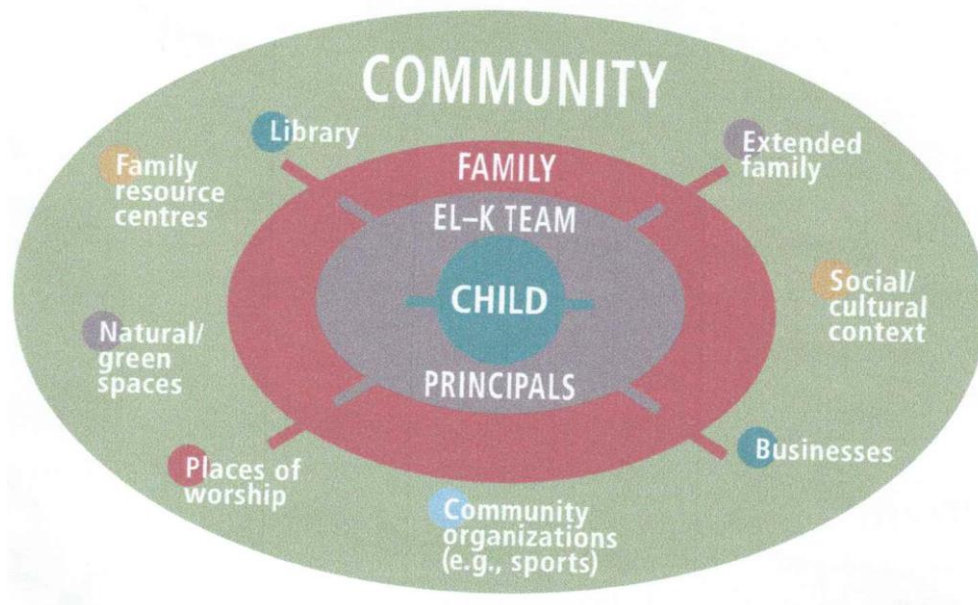 COMMUNITY
Library
Extended
family
Family
resource
centres
FAMILY
EL–K TEAM
CHILD
PRINCIPALS
Social/
cultural
context
Natural/
green
spaces
Places of
worship
Businesses
Community
organizations
(e.g., sports)